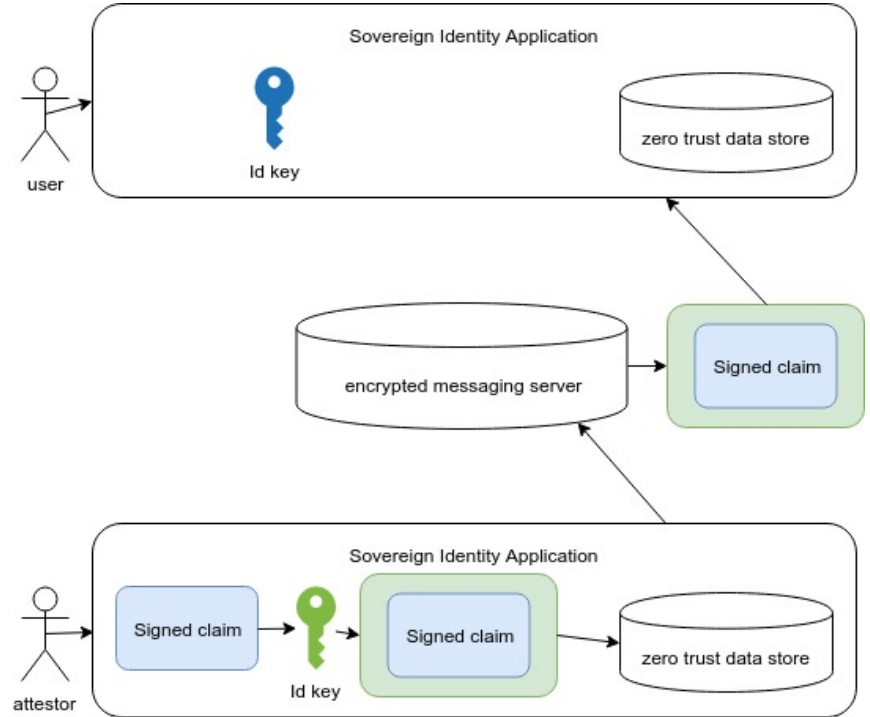 Sovereign Identity Application
user
Id key
zero trust data store
encrypted messaging server
Signed claim
Sovereign Identity Application
attestor
Signed claim
Id key
Signed claim
zero trust data store